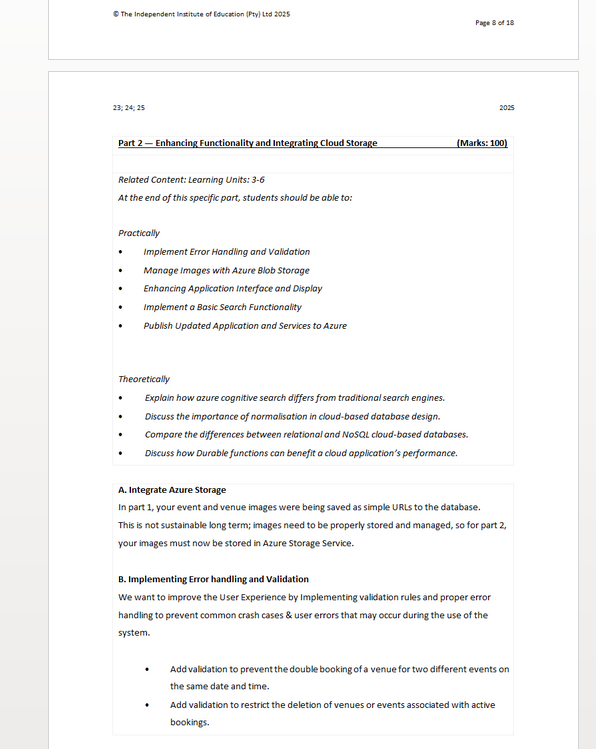 © The Independent Institute of Education (Pty) Ltd 2025
Page 8 of 18
23; 24; 25 2025
Part 2 — Enhancing Functionality and Integrating Cloud Storage (Marks: 100)
Related Content: Learning Units: 3-6
At the end of this specific part, students should be able to:
Practically
• Implement Error Handling and Validation
• Manage Images with Azure Blob Storage
• Enhancing Application Interface and Display
• Implement a Basic Search Functionality
• Publish Updated Application and Services to Azure
Theoretically
• Explain how azure cognitive search differs from traditional search engines.
• Discuss the importance of normalisation in cloud-based database design.
• Compare the differences between relational and NoSQL cloud-based databases.
• Discuss how Durable functions can benefit a cloud application’s performance.
A. Integrate Azure Storage
In part 1, your event and venue images were being saved as simple URLs to the database.
This is not sustainable long term; images need to be properly stored and managed, so for part 2,
your images must now be stored in Azure Storage Service.
B. Implementing Error handling and Validation
We want to improve the User Experience by Implementing validation rules and proper error
handling to prevent common crash cases & user errors that may occur during the use of the
system.
• Add validation to prevent the double booking of a venue for two different events on
the same date and time.
• Add validation to restrict the deletion of venues or events associated with active
bookings.